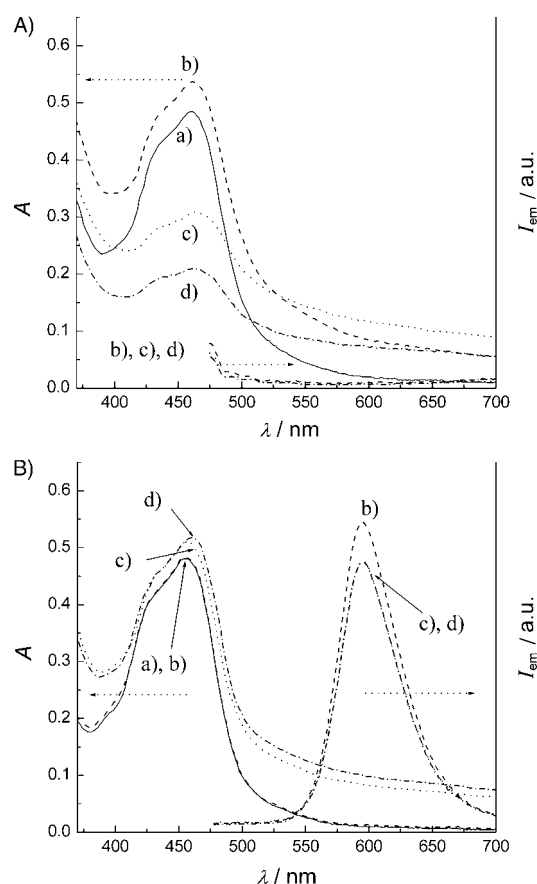 A)
0.6
0.5
0.4
0.3
0.2
0.1
0.0
A
b)
a)
c)
d)
b), c), d)
I em / a.u.
400 450 500 550 600 650 700
λ / nm
B)
0.6
0.5
0.4
0.3
0.2
0.1
0.0
A
d)
c)
a), b)
b)
c), d)
I em / a.u.
400 450 500 550 600 650 700
λ / nm